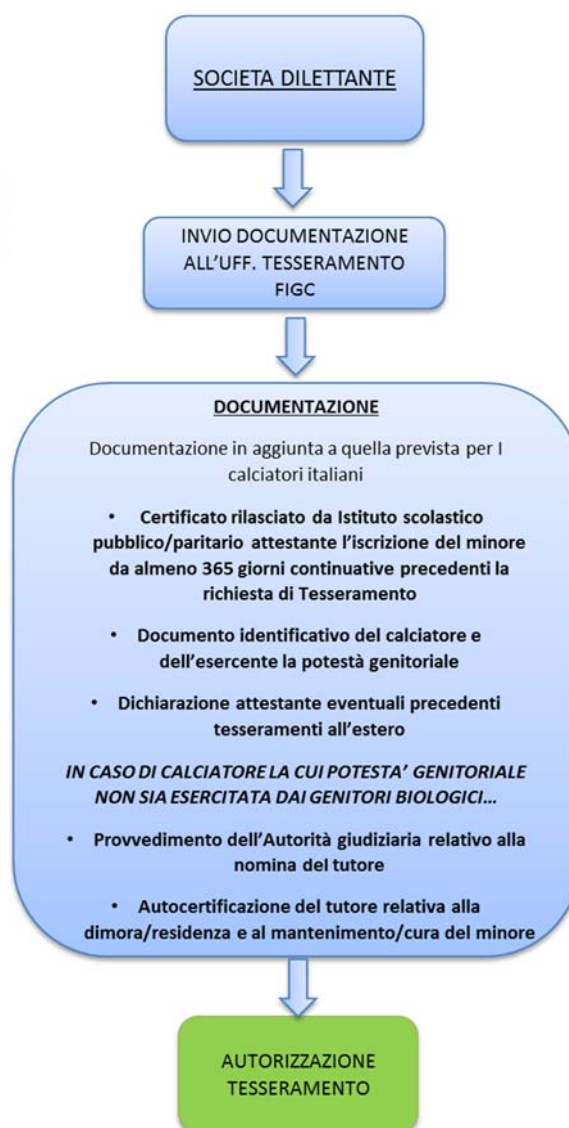 SOCIETA DILETTANTE
INVIO DOCUMENTAZIONE
ALL'UFF. TESSERAMENTO
FIGC
DOCUMENTAZIONE
Documentazione in aggiunta a quella prevista per I
calciatori italiani
• Certificato rilasciato da Istituto scolastico
pubblico/paritario attestante l'iscrizione del minore
da almeno 365 giorni continuative precedenti la
richiesta di Tesseramento
• Documento identificativo del calciatore e
dell'esercente la potestà genitoriale
• Dichiarazione attestante eventuali precedenti
tesseramenti all'estero
IN CASO DI CALCIATORE LA CUI POTESTA' GENITORIALE
NON SIA ESERCITATA DAI GENITORI BIOLOGICI...
• Provvedimento dell'Autorità giudiziaria relativo alla
nomina del tutore
• Autocertificazione del tutore relativa alla
dimora/residenza e al mantenimento/cura del minore
AUTORIZZAZIONE
TESSERAMENTO